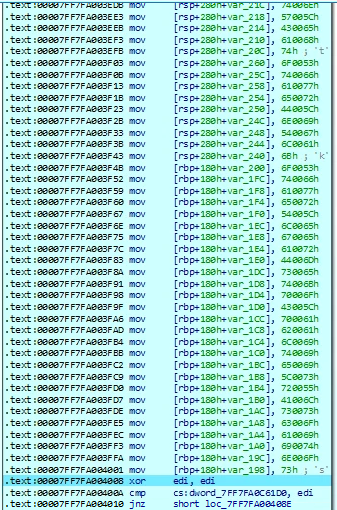 .text:00007FF7FA003EDB mov [rsp+280h+var_21C], 74006Eh
.text:00007FF7FA003EE3 mov [rsp+280h+var_218], 57005Ch
.text:00007FF7FA003EEB mov [rsp+280h+var_214], 430065h
.text:00007FF7FA003EF3 mov [rsp+280h+var_210], 610068h
.text:00007FF7FA003EFB mov [rsp+280h+var_20C], 74h ; 't'
.text:00007FF7FA003F03 mov [rsp+280h+var_260], 6F0053h
.text:00007FF7FA003F0B mov [rsp+280h+var_25C], 740066h
.text:00007FF7FA003F13 mov [rsp+280h+var_258], 610077h
.text:00007FF7FA003F1B mov [rsp+280h+var_254], 650072h
.text:00007FF7FA003F23 mov [rsp+280h+var_250], 44005Ch
.text:00007FF7FA003F2B mov [rsp+280h+var_24C], 6E0069h
.text:00007FF7FA003F33 mov [rsp+280h+var_248], 540067h
.text:00007FF7FA003F3B mov [rsp+280h+var_244], 6C0061h
.text:00007FF7FA003F43 mov [rsp+280h+var_240], 6Bh ; 'k'
.text:00007FF7FA003F4B mov [rbp+180h+var_200], 6F0053h
.text:00007FF7FA003F52 mov [rbp+180h+var_1FC], 740066h
.text:00007FF7FA003F59 mov [rbp+180h+var_1F8], 610077h
.text:00007FF7FA003F60 mov [rbp+180h+var_1F4], 650072h
.text:00007FF7FA003F67 mov [rbp+180h+var_1F0], 54005Ch
.text:00007FF7FA003F6E mov [rbp+180h+var_1EC], 6C0065h
.text:00007FF7FA003F75 mov [rbp+180h+var_1E8], 670065h
.text:00007FF7FA003F7C mov [rbp+180h+var_1E4], 610072h
.text:00007FF7FA003F83 mov [rbp+180h+var_1E0], 44006Dh
.text:00007FF7FA003F8A mov [rbp+180h+var_1DC], 730065h
.text:00007FF7FA003F91 mov [rbp+180h+var_1D8], 74006Bh
.text:00007FF7FA003F98 mov [rbp+180h+var_1D4], 70006Fh
.text:00007FF7FA003F9F mov [rbp+180h+var_1D0], 43005Ch
.text:00007FF7FA003FA6 mov [rbp+180h+var_1CC], 700061h
.text:00007FF7FA003FAD mov [rbp+180h+var_1C8], 620061h
.text:00007FF7FA003FB4 mov [rbp+180h+var_1C4], 6C0069h
.text:00007FF7FA003FBB mov [rbp+180h+var_1C0], 740069h
.text:00007FF7FA003FC2 mov [rbp+180h+var_1BC], 650069h
.text:00007FF7FA003FC9 mov [rbp+180h+var_1B8], 5C0073h
.text:00007FF7FA003FD0 mov [rbp+180h+var_1B4], 720055h
.text:00007FF7FA003FD7 mov [rbp+180h+var_1B0], 41006Ch
.text:00007FF7FA003FDE mov [rbp+180h+var_1AC], 730073h
.text:00007FF7FA003FE5 mov [rbp+180h+var_1A8], 63006Fh
.text:00007FF7FA003FEC mov [rbp+180h+var_1A4], 610069h
.text:00007FF7FA003FF3 mov [rbp+180h+var_1A0], 690074h
.text:00007FF7FA003FFA mov [rbp+180h+var_19C], 6E006Fh
.text:00007FF7FA004001 mov [rbp+180h+var_198], 73h ; 's'
.text:00007FF7FA004008 xor edi, edi
.text:00007FF7FA00400A cmp cs:dword_7FF7FA0C61D0, edi
.text:00007FF7FA004010 jnz short loc_7FF7FA00408E